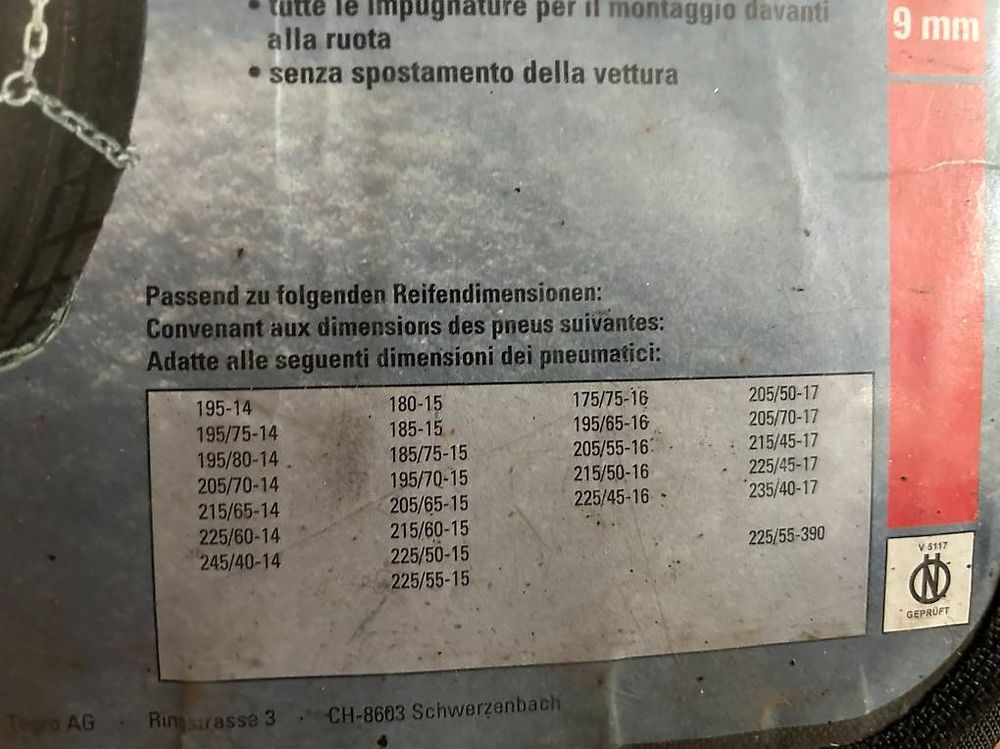 • tutte le impugnature per il montaggio davanti
alla ruota
• senza spostamento della vettura
9 mm
Passend zu folgenden Reifendimensionen:
Convenant aux dimensions des pneus suivantes:
Adatte alle seguenti dimensioni dei pneumatici:
195-14
195/75-14
195/80-14
205/70-14
215/65-14
225/60-14
245/40-14
180-15
185-15
185/75-15
195/70-15
205/65-15
215/60-15
225/50-15
225/55-15
175/75-16
195/65-16
205/55-16
215/50-16
225/45-16
205/50-17
205/70-17
215/45-17
225/45-17
235/40-17
225/55-390
V 5117
ÖN
GEPRÜFT
Tegro AG · Ringstrasse 3 · CH-8603 Schwerzenbach